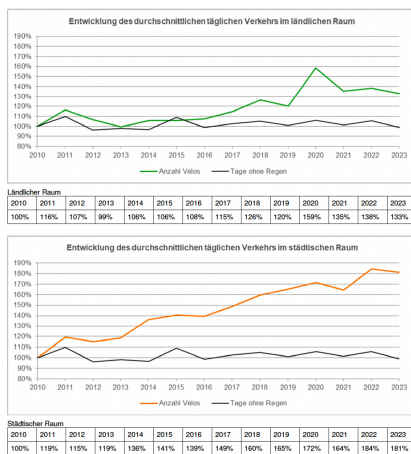 Entwicklung des durchschnittlichen täglichen Verkehrs im ländlichen Raum
190%
180%
170%
160%
150%
140%
130%
120%
110%
100%
90%
80%
2010 2011 2012 2013 2014 2015 2016 2017 2018 2019 2020 2021 2022 2023
Anzahl Velos Tage ohne Regen
Ländlicher Raum
2010 2011 2012 2013 2014 2015 2016 2017 2018 2019 2020 2021 2022 2023
100% 116% 107% 99% 106% 106% 108% 115% 126% 120% 159% 135% 138% 133%
Entwicklung des durchschnittlichen täglichen Verkehrs im städtischen Raum
190%
180%
170%
160%
150%
140%
130%
120%
110%
100%
90%
80%
2010 2011 2012 2013 2014 2015 2016 2017 2018 2019 2020 2021 2022 2023
Anzahl Velos Tage ohne Regen
Städtischer Raum
2010 2011 2012 2013 2014 2015 2016 2017 2018 2019 2020 2021 2022 2023
100% 119% 115% 119% 136% 141% 139% 149% 160% 165% 172% 164% 184% 181%